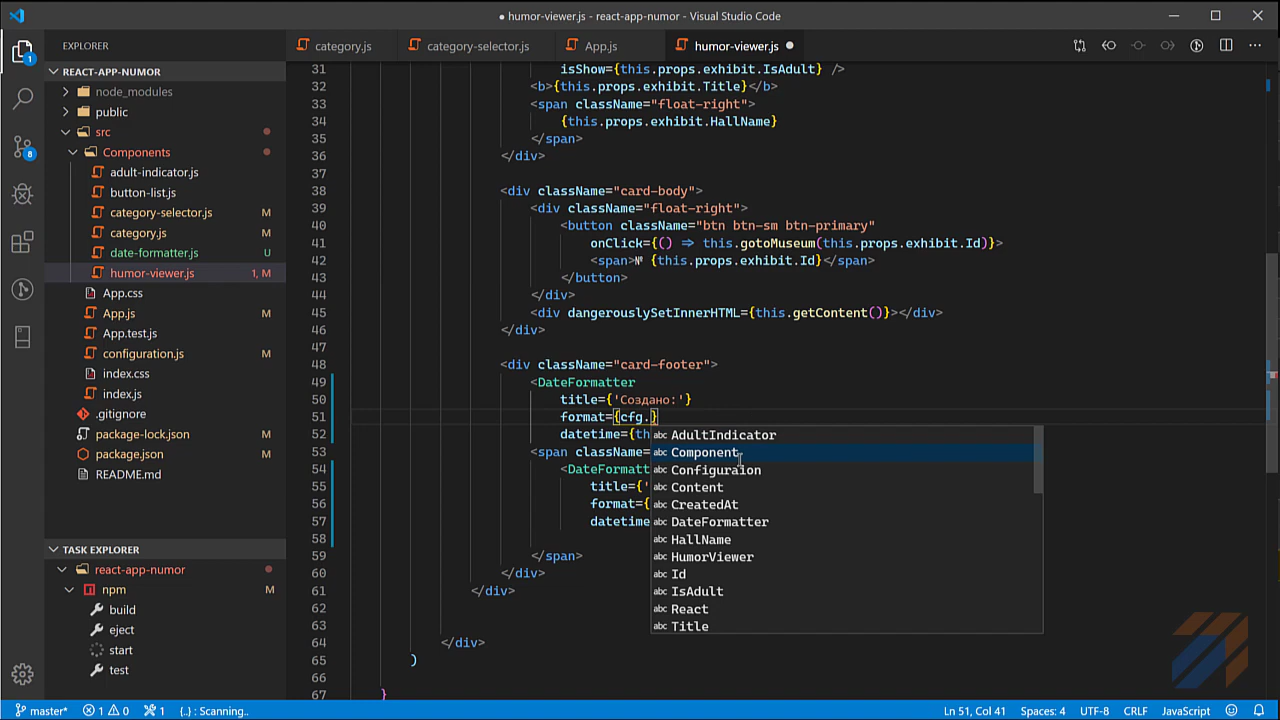 ● humor-viewer.js - react-app-numor - Visual Studio Code
EXPLORER
category.js
category-selector.js
App.js
humor-viewer.js
REACT-APP-NUMOR
node_modules
public
src
Components
adult-indicator.js
button-list.js
category-selector.js M
category.js M
date-formatter.js U
humor-viewer.js 1, M
App.css
App.js M
App.test.js
configuration.js M
index.css
index.js
.gitignore
package-lock.json M
package.json M
README.md
TASK EXPLORER
react-app-numor
npm
build
eject
start
test
1
8
31 isShow={this.props.exhibit.IsAdult} />
32 <b>{this.props.exhibit.Title}</b>
33 <span className="float-right">
34 {this.props.exhibit.HallName}
35 </span>
36 </div>
37
38 <div className="card-body">
39 <div className="float-right">
40 <button className="btn btn-sm btn-primary"
41 onClick={() => this.gotoMuseum(this.props.exhibit.Id)}>
42 <span>№ {this.props.exhibit.Id}</span>
43 </button>
44 </div>
45 <div dangerouslySetInnerHTML={this.getContent()}></div>
46 </div>
47
48 <div className="card-footer">
49 <DateFormatter
50 title={'Создано:'}
51 format={cfg.}
52 datetime={th
53 <span className=
54 <DateFormatt
55 title={'
56 format={
57 datetime
58
59 </span>
60 </div>
61 </div>
62
63
64 </div>
65 )
66
67 }
abc AdultIndicator
abc Component
abc Configuraion
abc Content
abc CreatedAt
abc DateFormatter
abc HallName
abc HumorViewer
abc Id
abc IsAdult
abc React
abc Title
master* 1 0 1 {..} : Scanning.. Ln 51, Col 41 Spaces: 4 UTF-8 CRLF JavaScript